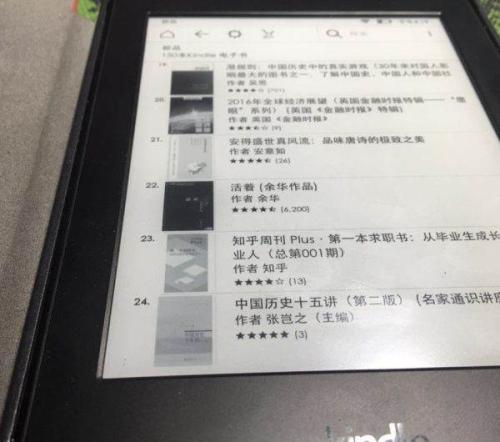 商品
150本Kindle 电子书
19.
潜规则：中国历史中的真实游戏（30年来对国人影
响最大的图书之一，了解中国史、中国人和中国社
作者 吴思
(701)
20.
2016年全球经济展望（英国金融时报特辑——“鹰
眼”系列）（英国《金融时报》特辑）
作者 英国《金融时报》
(9)
21.
安得盛世真风流：品味唐诗的极致之美
作者 安意如
(26)
22.
活着 (余华作品)
作者 余华
(6,200)
23.
知乎周刊 Plus · 第一本求职书：从毕业生成长
业人（总第001期）
作者 知乎
(13)
24.
中国历史十五讲（第二版）(名家通识讲座
作者 张岂之（主编）
(3)
kindle